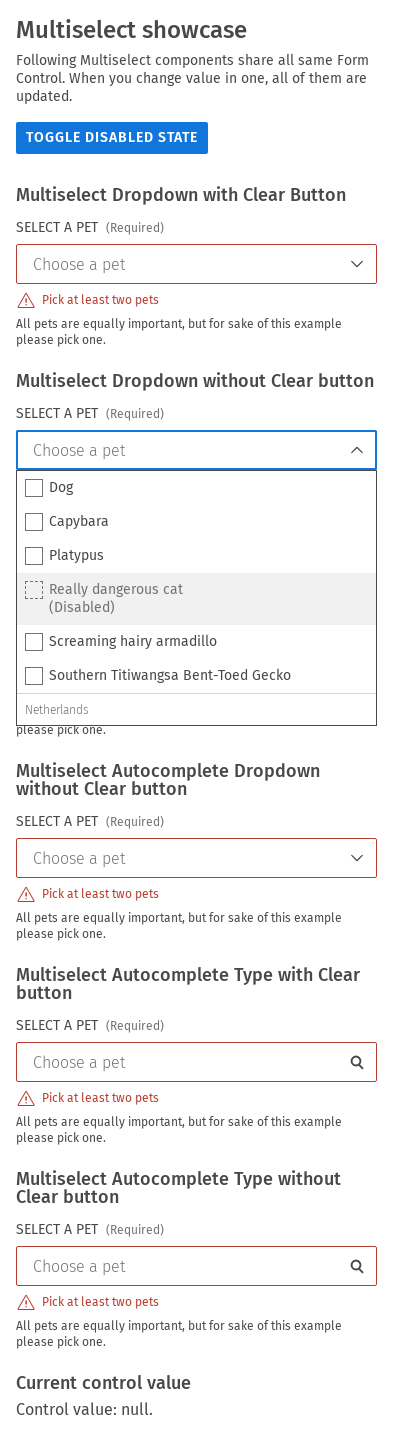 Multiselect showcase
Following Multiselect components share all same Form
Control. When you change value in one, all of them are
updated.
TOGGLE DISABLED STATE
Multiselect Dropdown with Clear Button
SELECT A PET (Required)
Choose a pet
Pick at least two pets
All pets are equally important, but for sake of this example
please pick one.
Multiselect Dropdown without Clear button
SELECT A PET (Required)
Choose a pet
Dog
Capybara
Platypus
Really dangerous cat
(Disabled)
Screaming hairy armadillo
Southern Titiwangsa Bent-Toed Gecko
Netherlands
please pick one.
Multiselect Autocomplete Dropdown
without Clear button
SELECT A PET (Required)
Choose a pet
Pick at least two pets
All pets are equally important, but for sake of this example
please pick one.
Multiselect Autocomplete Type with Clear
button
SELECT A PET (Required)
Choose a pet
Pick at least two pets
All pets are equally important, but for sake of this example
please pick one.
Multiselect Autocomplete Type without
Clear button
SELECT A PET (Required)
Choose a pet
Pick at least two pets
All pets are equally important, but for sake of this example
please pick one.
Current control value
Control value: null.